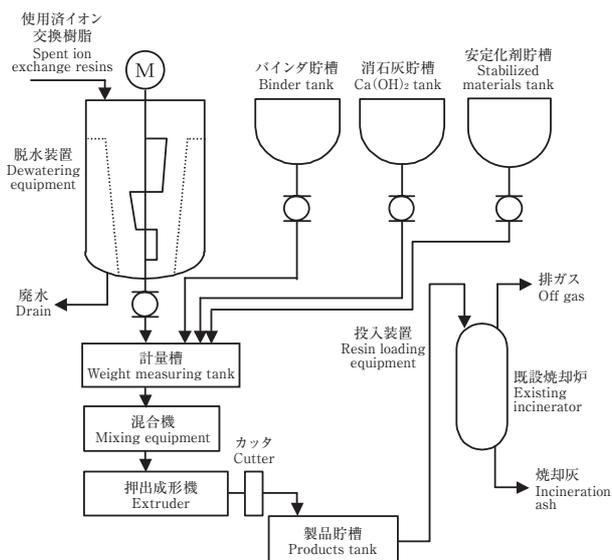 使用済イオン
交換樹脂
Spent ion
exchange resins
M
バインダ貯槽
Binder tank
消石灰貯槽
Ca(OH)₂ tank
安定化剤貯槽
Stabilized
materials tank
脱水装置
Dewatering
equipment
廃水
Drain
排ガス
Off gas
投入装置
Resin loading
equipment
計量槽
Weight measuring tank
既設焼却炉
Existing
incinerator
混合機
Mixing equipment
カッタ
Cutter
押出成形機
Extruder
焼却灰
Incineration
ash
製品貯槽
Products tank